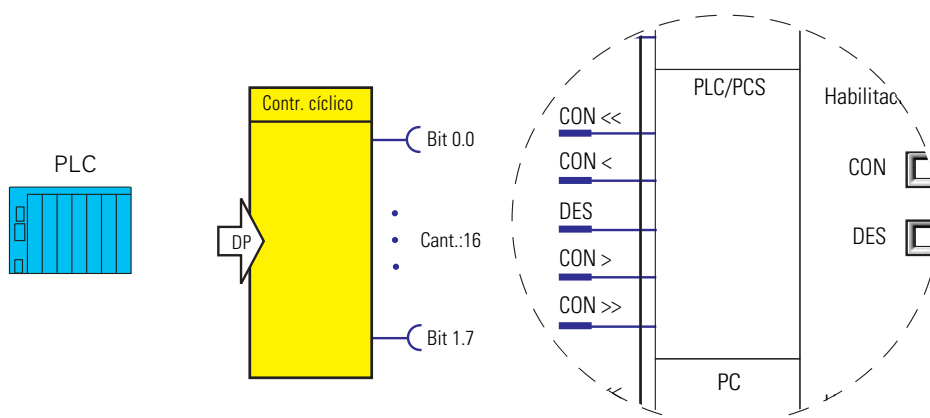 PLC
Contr. cíclico
DP
Bit 0.0
Cant.:16
Bit 1.7
PLC/PCS
CON <<
CON <
DES
CON >
CON >>
PC
Habilitac
CON
DES